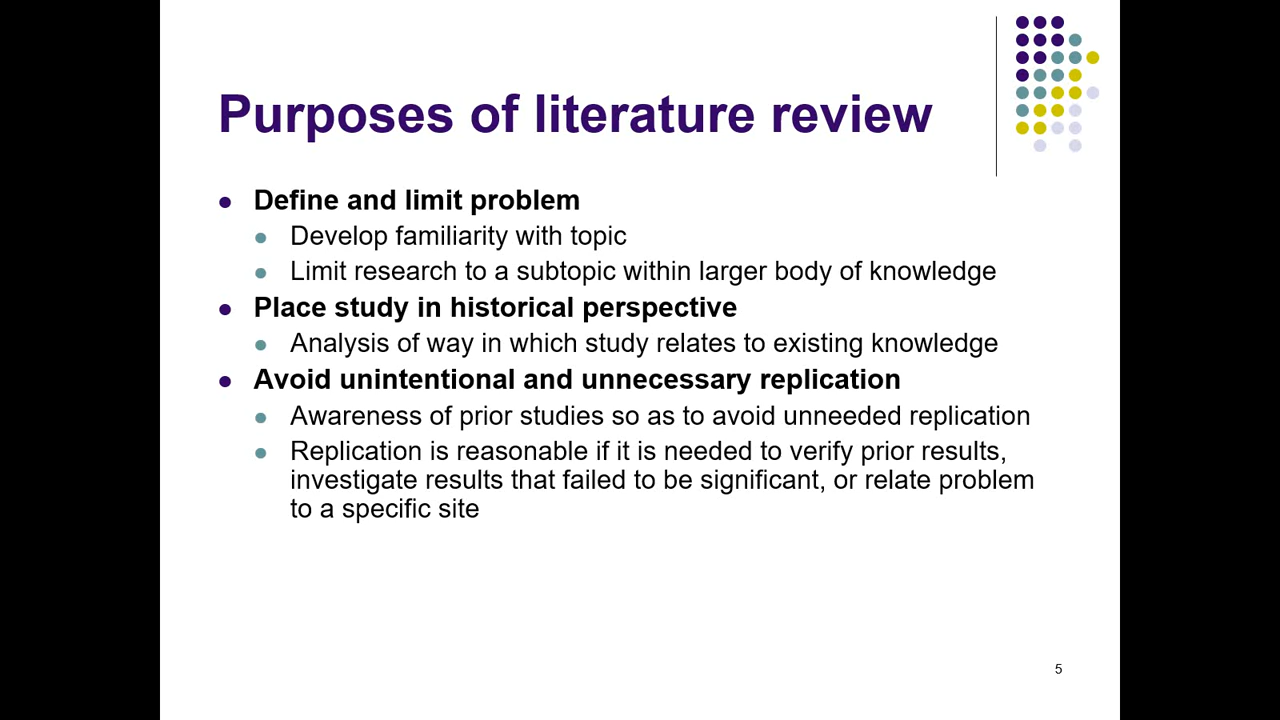 Purposes of literature review
Define and limit problem
Develop familiarity with topic
Limit research to a subtopic within larger body of knowledge
Place study in historical perspective
Analysis of way in which study relates to existing knowledge
Avoid unintentional and unnecessary replication
Awareness of prior studies so as to avoid unneeded replication
Replication is reasonable if it is needed to verify prior results,
investigate results that failed to be significant, or relate problem
to a specific site
5